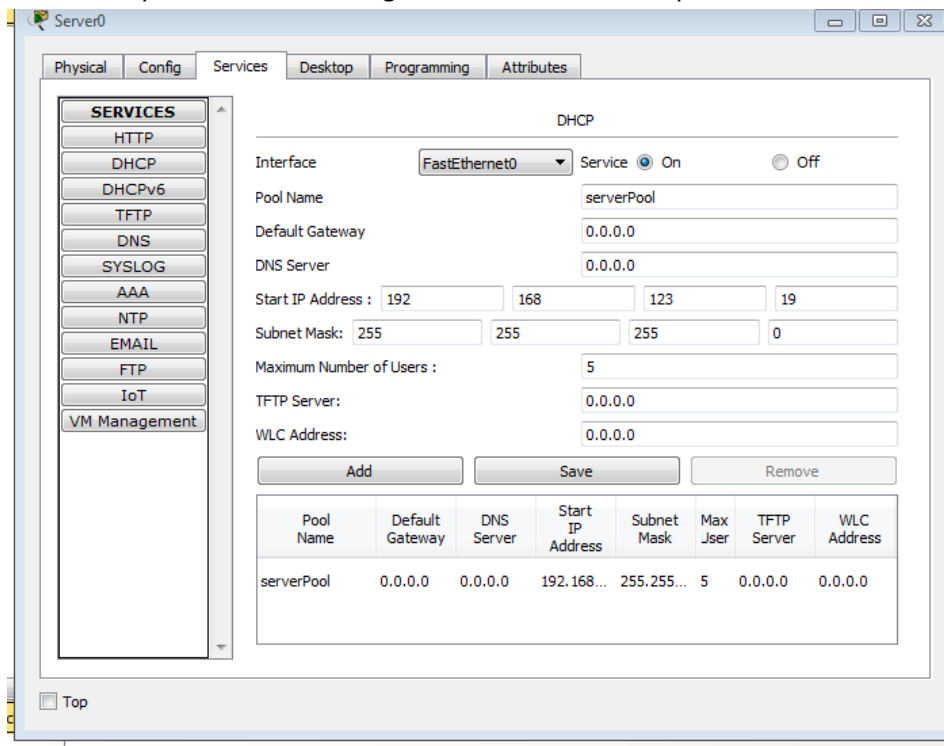 Server0
Physical Config Services Desktop Programming Attributes
SERVICES
HTTP
DHCP
DHCPv6
TFTP
DNS
SYSLOG
AAA
NTP
EMAIL
FTP
IoT
VM Management
DHCP
Interface FastEthernet0 Service On Off
Pool Name serverPool
Default Gateway 0.0.0.0
DNS Server 0.0.0.0
Start IP Address : 192 168 123 19
Subnet Mask: 255 255 255 0
Maximum Number of Users : 5
TFTP Server: 0.0.0.0
WLC Address: 0.0.0.0
Add Save Remove
Pool Name Default Gateway DNS Server Start IP Address Subnet Mask Max Jser TFTP Server WLC Address
serverPool 0.0.0.0 0.0.0.0 192.168... 255.255... 5 0.0.0.0 0.0.0.0
Top